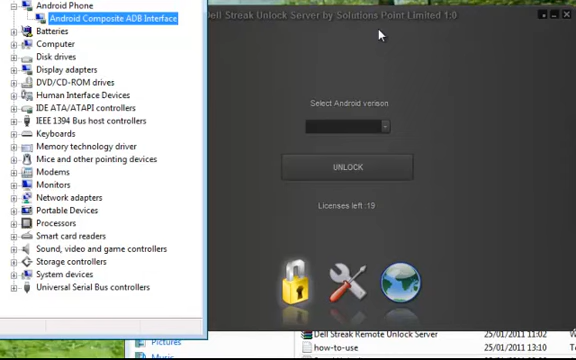 Android Phone
Android Composite ADB Interface
Batteries
Computer
Disk drives
Display adapters
DVD/CD-ROM drives
Human Interface Devices
IDE ATA/ATAPI controllers
IEEE 1394 Bus host controllers
Keyboards
Memory technology driver
Mice and other pointing devices
Modems
Monitors
Network adapters
Portable Devices
Processors
Smart card readers
Sound, video and game controllers
Storage controllers
System devices
Universal Serial Bus controllers
Dell Streak Unlock Server by Solutions Point Limited 1:0
Select Android verison
UNLOCK
Licenses left :19
Pictures
Music
Dell Streak Remote Unlock Server 25/01/2011 11:02
how-to-use 25/01/2011 13:10